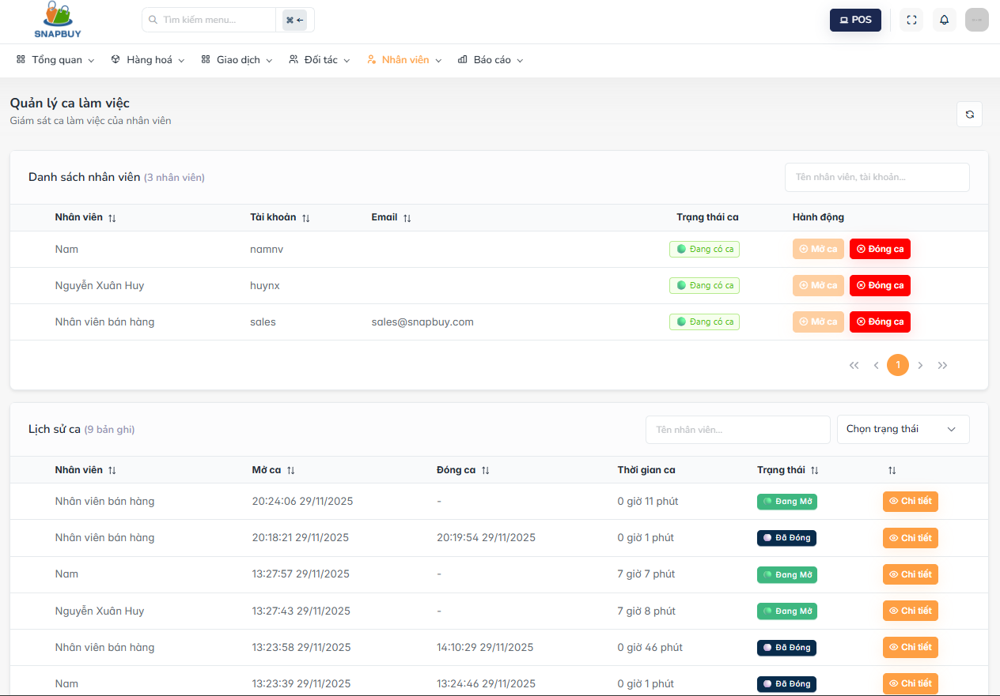 SNAPBUY
Tìm kiếm menu...
⌘ ←
POS
Tổng quan Hàng hoá Giao dịch Đối tác Nhân viên Báo cáo
Quản lý ca làm việc
Giám sát ca làm việc của nhân viên
Danh sách nhân viên (3 nhân viên)
Tên nhân viên, tài khoản...
Nhân viên Tài khoản Email Trạng thái ca Hành động
Nam namnv Đang có ca Mở ca Đóng ca
Nguyễn Xuân Huy huynx Đang có ca Mở ca Đóng ca
Nhân viên bán hàng sales sales@snapbuy.com Đang có ca Mở ca Đóng ca
1
Lịch sử ca (9 bản ghi)
Tên nhân viên...
Chọn trạng thái
Nhân viên Mở ca Đóng ca Thời gian ca Trạng thái
Nhân viên bán hàng 20:24:06 29/11/2025 - 0 giờ 11 phút Đang Mở Chi tiết
Nhân viên bán hàng 20:18:21 29/11/2025 20:19:54 29/11/2025 0 giờ 1 phút Đã Đóng Chi tiết
Nam 13:27:57 29/11/2025 - 7 giờ 7 phút Đang Mở Chi tiết
Nguyễn Xuân Huy 13:27:43 29/11/2025 - 7 giờ 8 phút Đang Mở Chi tiết
Nhân viên bán hàng 13:23:58 29/11/2025 14:10:29 29/11/2025 0 giờ 46 phút Đã Đóng Chi tiết
Nam 13:23:39 29/11/2025 13:24:46 29/11/2025 0 giờ 1 phút Đã Đóng Chi tiết